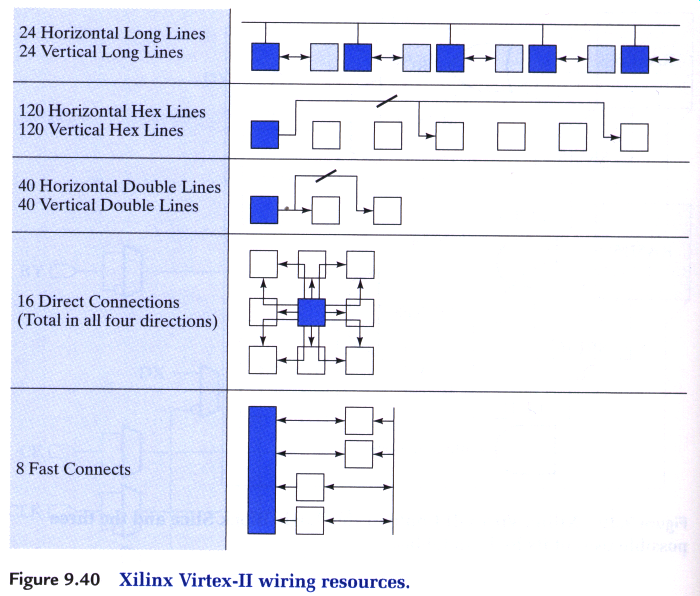 24 Horizontal Long Lines
24 Vertical Long Lines
120 Horizontal Hex Lines
120 Vertical Hex Lines
40 Horizontal Double Lines
40 Vertical Double Lines
16 Direct Connections
(Total in all four directions)
8 Fast Connects
Figure 9.40 Xilinx Virtex-II wiring resources.